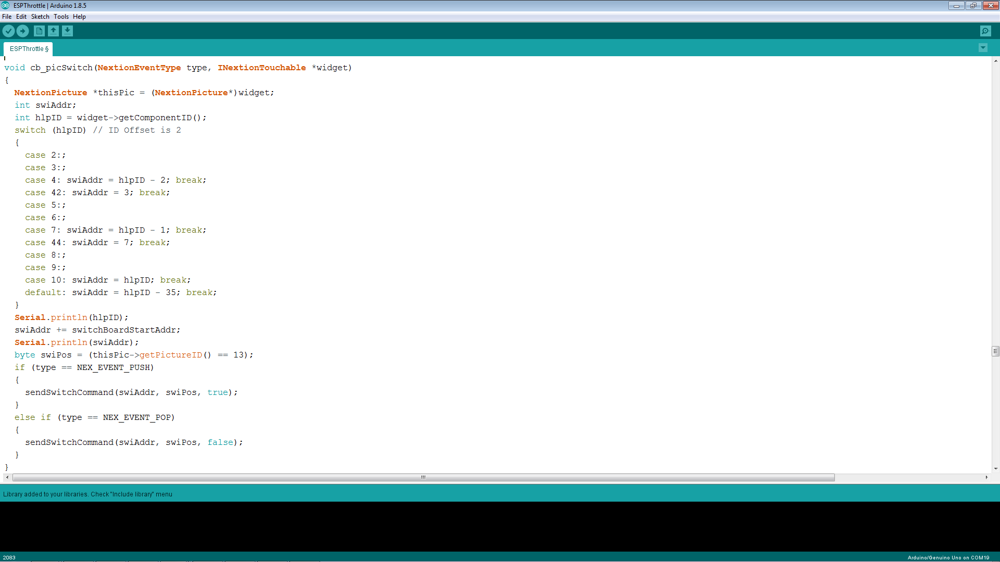 ESPThrottle | Arduino 1.8.5
File Edit Sketch Tools Help
ESPThrottle §
void cb_picSwitch(NextionEventType type, INextionTouchable *widget)
{
  NextionPicture *thisPic = (NextionPicture*)widget;
  int swiAddr;
  int hlpID = widget->getComponentID();
  switch (hlpID) // ID Offset is 2
  {
    case 2:;
    case 3:;
    case 4: swiAddr = hlpID - 2; break;
    case 42: swiAddr = 3; break;
    case 5:;
    case 6:;
    case 7: swiAddr = hlpID - 1; break;
    case 44: swiAddr = 7; break;
    case 8:;
    case 9:;
    case 10: swiAddr = hlpID; break;
    default: swiAddr = hlpID - 35; break;
  }
  Serial.println(hlpID);
  swiAddr += switchBoardStartAddr;
  Serial.println(swiAddr);
  byte swiPos = (thisPic->getPictureID() == 13);
  if (type == NEX_EVENT_PUSH)
  {
    sendSwitchCommand(swiAddr, swiPos, true);
  }
  else if (type == NEX_EVENT_POP)
  {
    sendSwitchCommand(swiAddr, swiPos, false);
  }
}
Library added to your libraries. Check "Include library" menu
2083
Arduino/Genuino Uno on COM19